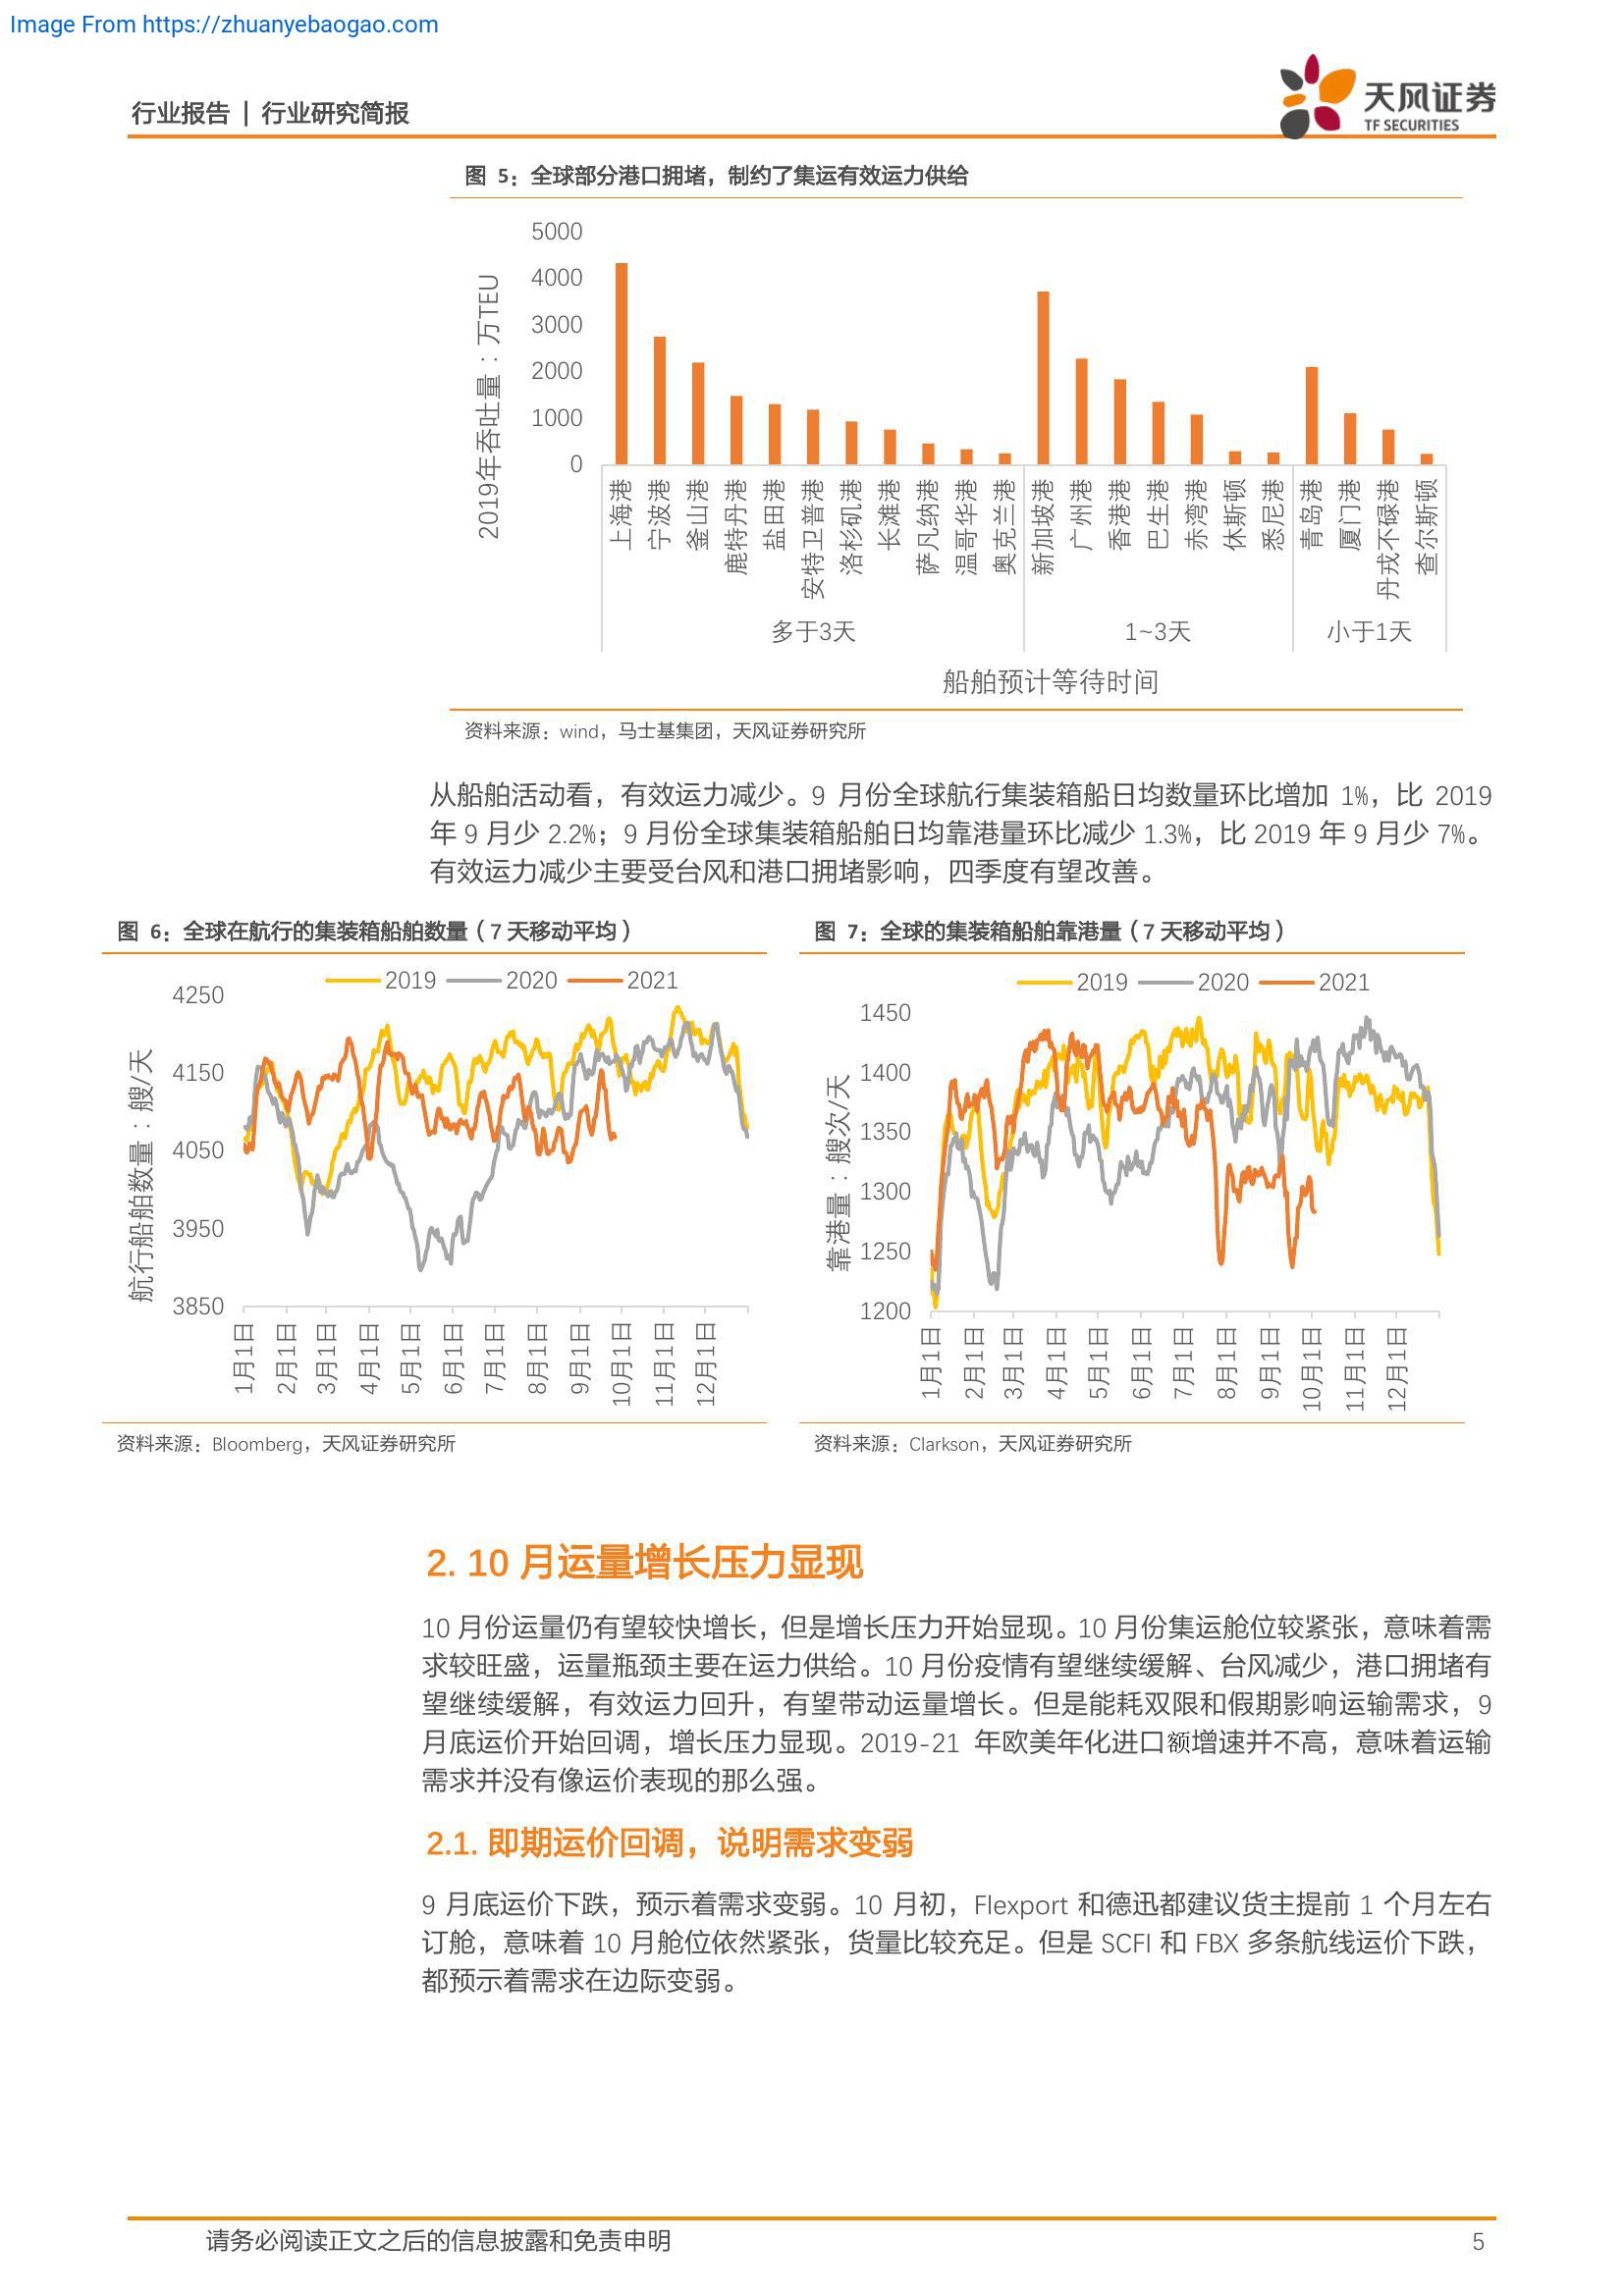 Image From https://zhuanyebaogao.com
行业报告 | 行业研究简报
天风证券
TF SECURITIES
图 5：全球部分港口拥堵，制约了集运有效运力供给
2019年吞吐量：万TEU
5000
4000
3000
2000
1000
0
上海港
宁波港
釜山港
鹿特丹港
盐田港
安特卫普港
洛杉矶港
长滩港
萨凡纳港
温哥华港
奥克兰港
新加坡港
广州港
香港港
巴生港
赤湾港
休斯顿
悉尼港
青岛港
厦门港
丹戎不碌港
查尔斯顿
多于3天
1~3天
小于1天
船舶预计等待时间
资料来源：wind，马士基集团，天风证券研究所
从船舶活动看，有效运力减少。9 月份全球航行集装箱船日均数量环比增加 1%，比 2019
年 9 月少 2.2%；9 月份全球集装箱船舶日均靠港量环比减少 1.3%，比 2019 年 9 月少 7%。
有效运力减少主要受台风和港口拥堵影响，四季度有望改善。
图 6：全球在航行的集装箱船舶数量（7 天移动平均）
2019 2020 2021
航行船舶数量：艘/天
4250
4150
4050
3950
3850
1月1日
2月1日
3月1日
4月1日
5月1日
6月1日
7月1日
8月1日
9月1日
10月1日
11月1日
12月1日
资料来源：Bloomberg，天风证券研究所
图 7：全球的集装箱船舶靠港量（7 天移动平均）
2019 2020 2021
靠港量：艘次/天
1450
1400
1350
1300
1250
1200
1月1日
2月1日
3月1日
4月1日
5月1日
6月1日
7月1日
8月1日
9月1日
10月1日
11月1日
12月1日
资料来源：Clarkson，天风证券研究所
2. 10 月运量增长压力显现
10 月份运量仍有望较快增长，但是增长压力开始显现。10 月份集运舱位较紧张，意味着需
求较旺盛，运量瓶颈主要在运力供给。10 月份疫情有望继续缓解、台风减少，港口拥堵有
望继续缓解，有效运力回升，有望带动运量增长。但是能耗双限和假期影响运输需求，9
月底运价开始回调，增长压力显现。2019-21 年欧美年化进口额增速并不高，意味着运输
需求并没有像运价表现的那么强。
2.1. 即期运价回调，说明需求变弱
9 月底运价下跌，预示着需求变弱。10 月初，Flexport 和德迅都建议货主提前 1 个月左右
订舱，意味着 10 月舱位依然紧张，货量比较充足。但是 SCFI 和 FBX 多条航线运价下跌，
都预示着需求在边际变弱。
请务必阅读正文之后的信息披露和免责申明
5